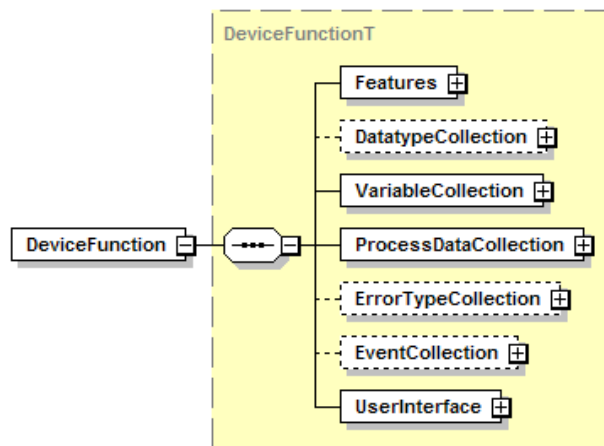 DeviceFunctionT
Features
DatatypeCollection
VariableCollection
DeviceFunction
ProcessDataCollection
ErrorTypeCollection
EventCollection
UserInterface